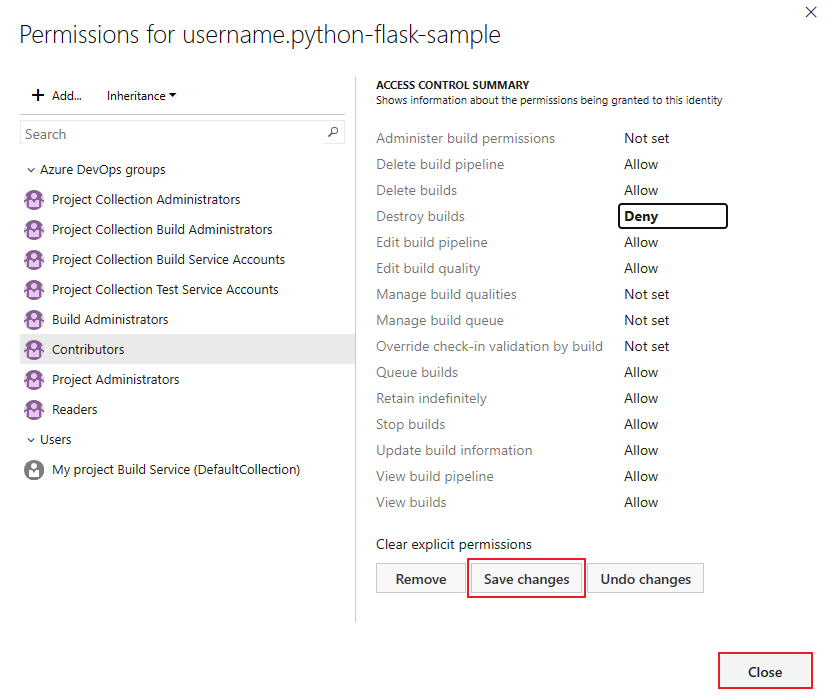 Permissions for username.python-flask-sample
Add...
Inheritance
Search
Azure DevOps groups
Project Collection Administrators
Project Collection Build Administrators
Project Collection Build Service Accounts
Project Collection Test Service Accounts
Build Administrators
Contributors
Project Administrators
Readers
Users
My project Build Service (DefaultCollection)
ACCESS CONTROL SUMMARY
Shows information about the permissions being granted to this identity
Administer build permissions Not set
Delete build pipeline Allow
Delete builds Allow
Destroy builds Deny
Edit build pipeline Allow
Edit build quality Allow
Manage build qualities Not set
Manage build queue Not set
Override check-in validation by build Not set
Queue builds Allow
Retain indefinitely Allow
Stop builds Allow
Update build information Allow
View build pipeline Allow
View builds Allow
Clear explicit permissions
Remove Save changes Undo changes
Close